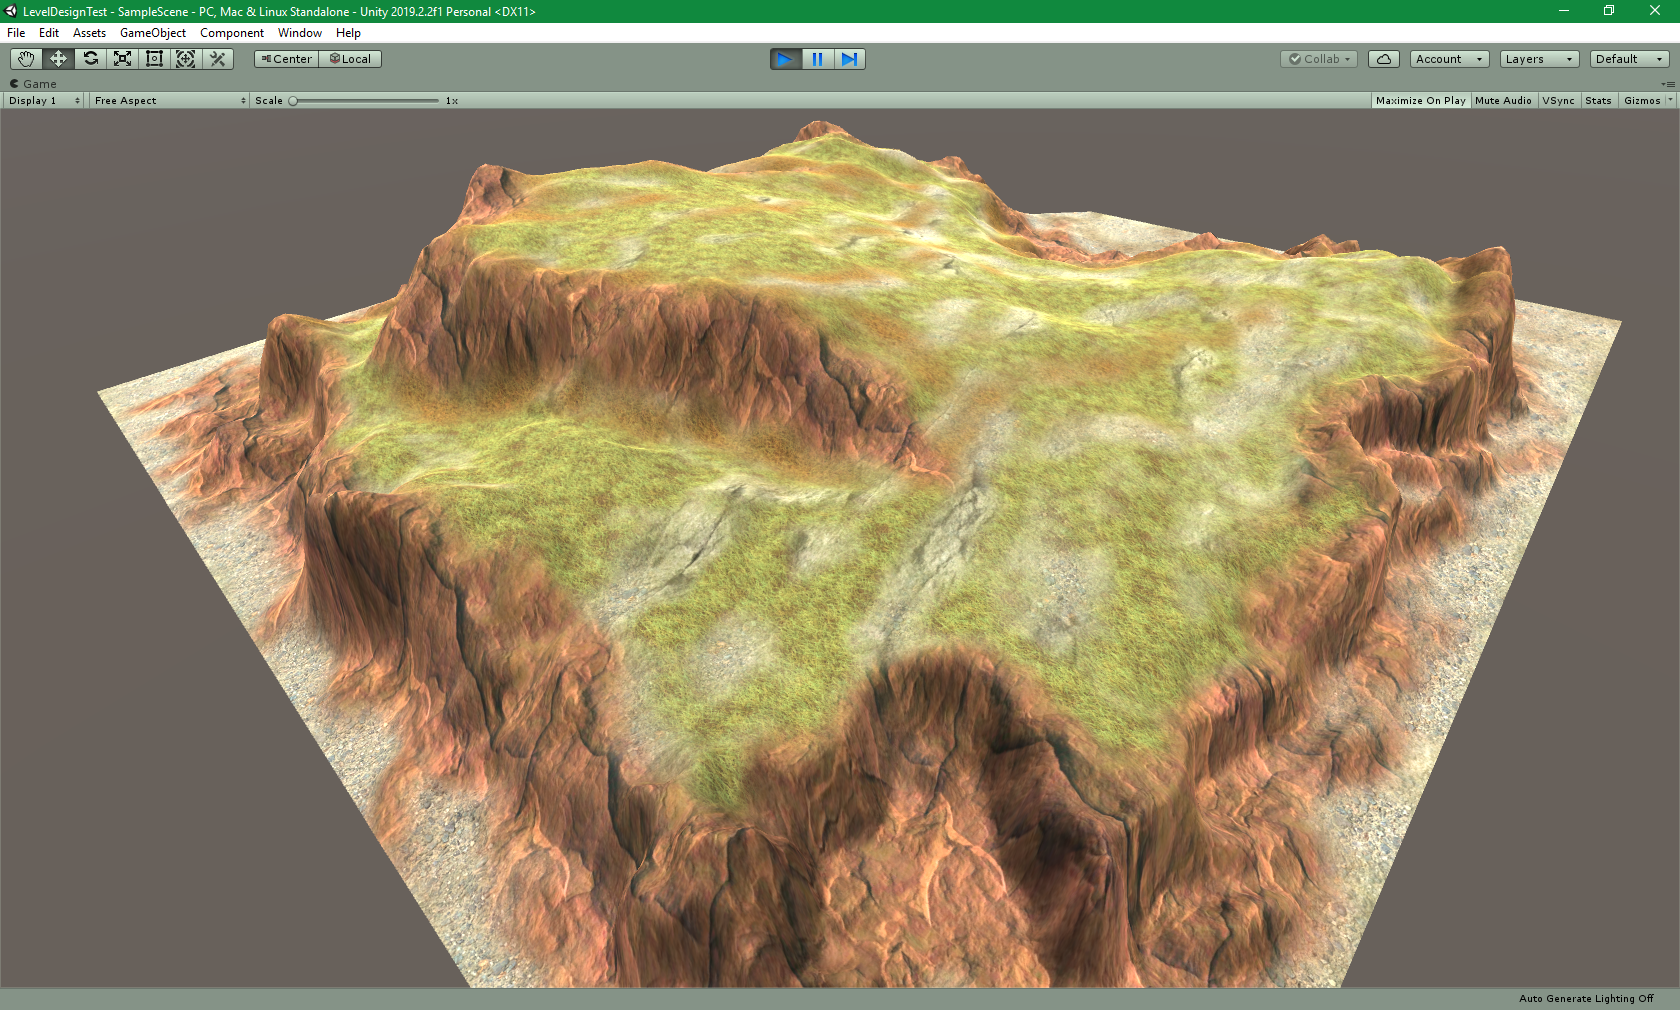 LevelDesignTest - SampleScene - PC, Mac & Linux Standalone - Unity 2019.2.2f1 Personal <DX11>
File Edit Assets GameObject Component Window Help
Center Local Collab Account Layers Default
Game
Display 1 Free Aspect Scale 1x Maximize On Play Mute Audio VSync Stats Gizmos
Auto Generate Lighting Off